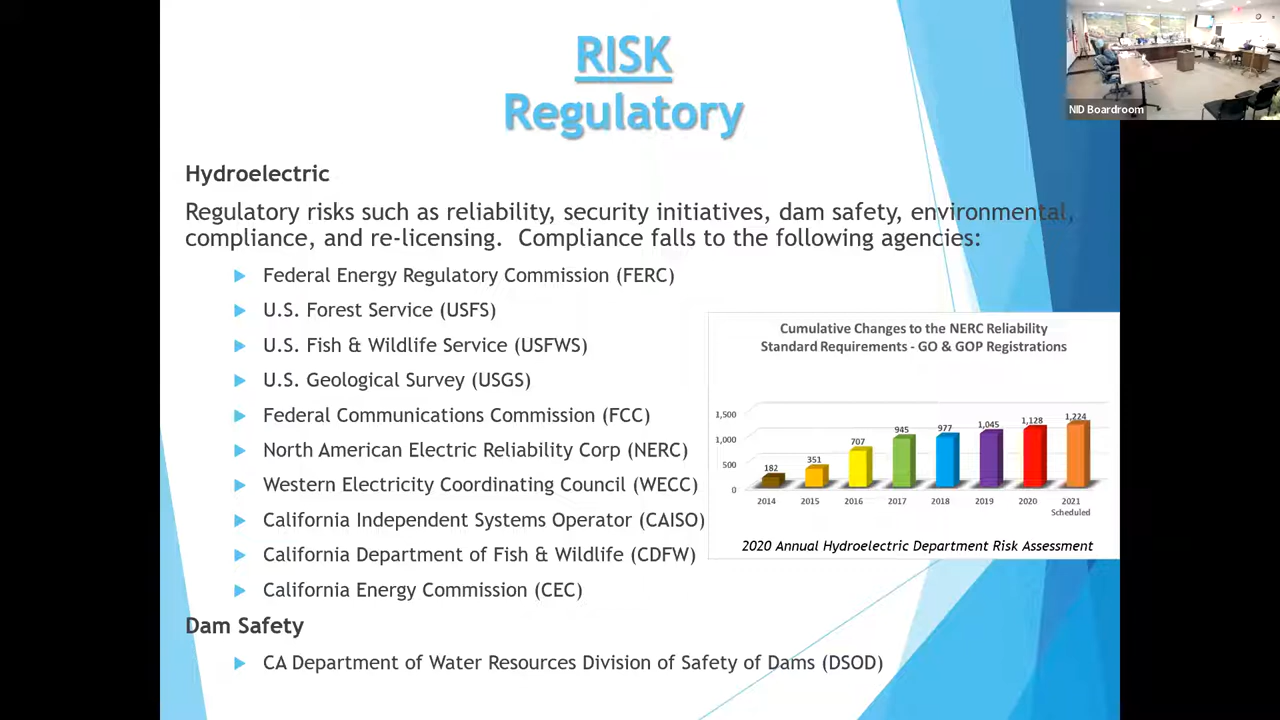 RISK
Regulatory
NID Boardroom
Hydroelectric
Regulatory risks such as reliability, security initiatives, dam safety, environmental,
compliance, and re-licensing. Compliance falls to the following agencies:
Federal Energy Regulatory Commission (FERC)
U.S. Forest Service (USFS)
U.S. Fish & Wildlife Service (USFWS)
U.S. Geological Survey (USGS)
Federal Communications Commission (FCC)
North American Electric Reliability Corp (NERC)
Western Electricity Coordinating Council (WECC)
California Independent Systems Operator (CAISO)
California Department of Fish & Wildlife (CDFW)
California Energy Commission (CEC)
Cumulative Changes to the NERC Reliability
Standard Requirements - GO & GOP Registrations
1,500
1,000
500
0
182
351
707
945
977
1,045
1,128
1,224
2014
2015
2016
2017
2018
2019
2020
2021
Scheduled
2020 Annual Hydroelectric Department Risk Assessment
Dam Safety
CA Department of Water Resources Division of Safety of Dams (DSOD)